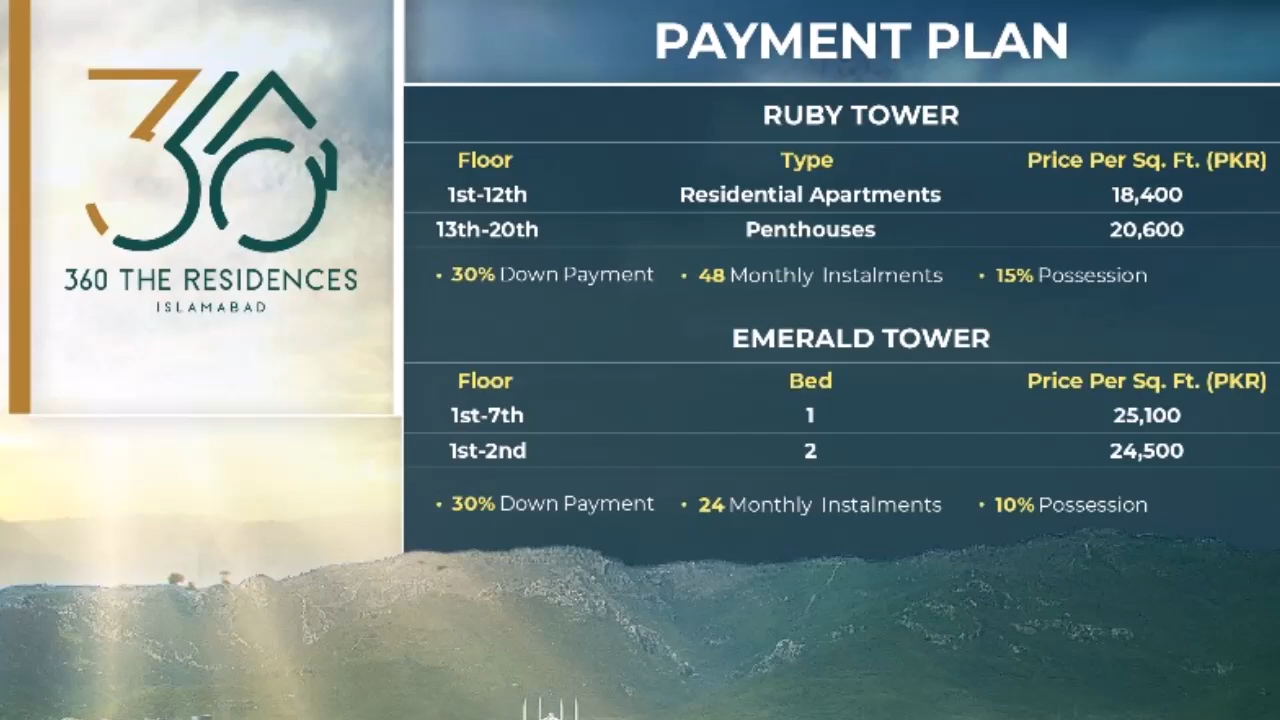 360 THE RESIDENCES
ISLAMABAD
PAYMENT PLAN
RUBY TOWER
Floor Type Price Per Sq. Ft. (PKR)
1st-12th Residential Apartments 18,400
13th-20th Penthouses 20,600
• 30% Down Payment • 48 Monthly Instalments • 15% Possession
EMERALD TOWER
Floor Bed Price Per Sq. Ft. (PKR)
1st-7th 1 25,100
1st-2nd 2 24,500
• 30% Down Payment • 24 Monthly Instalments • 10% Possession